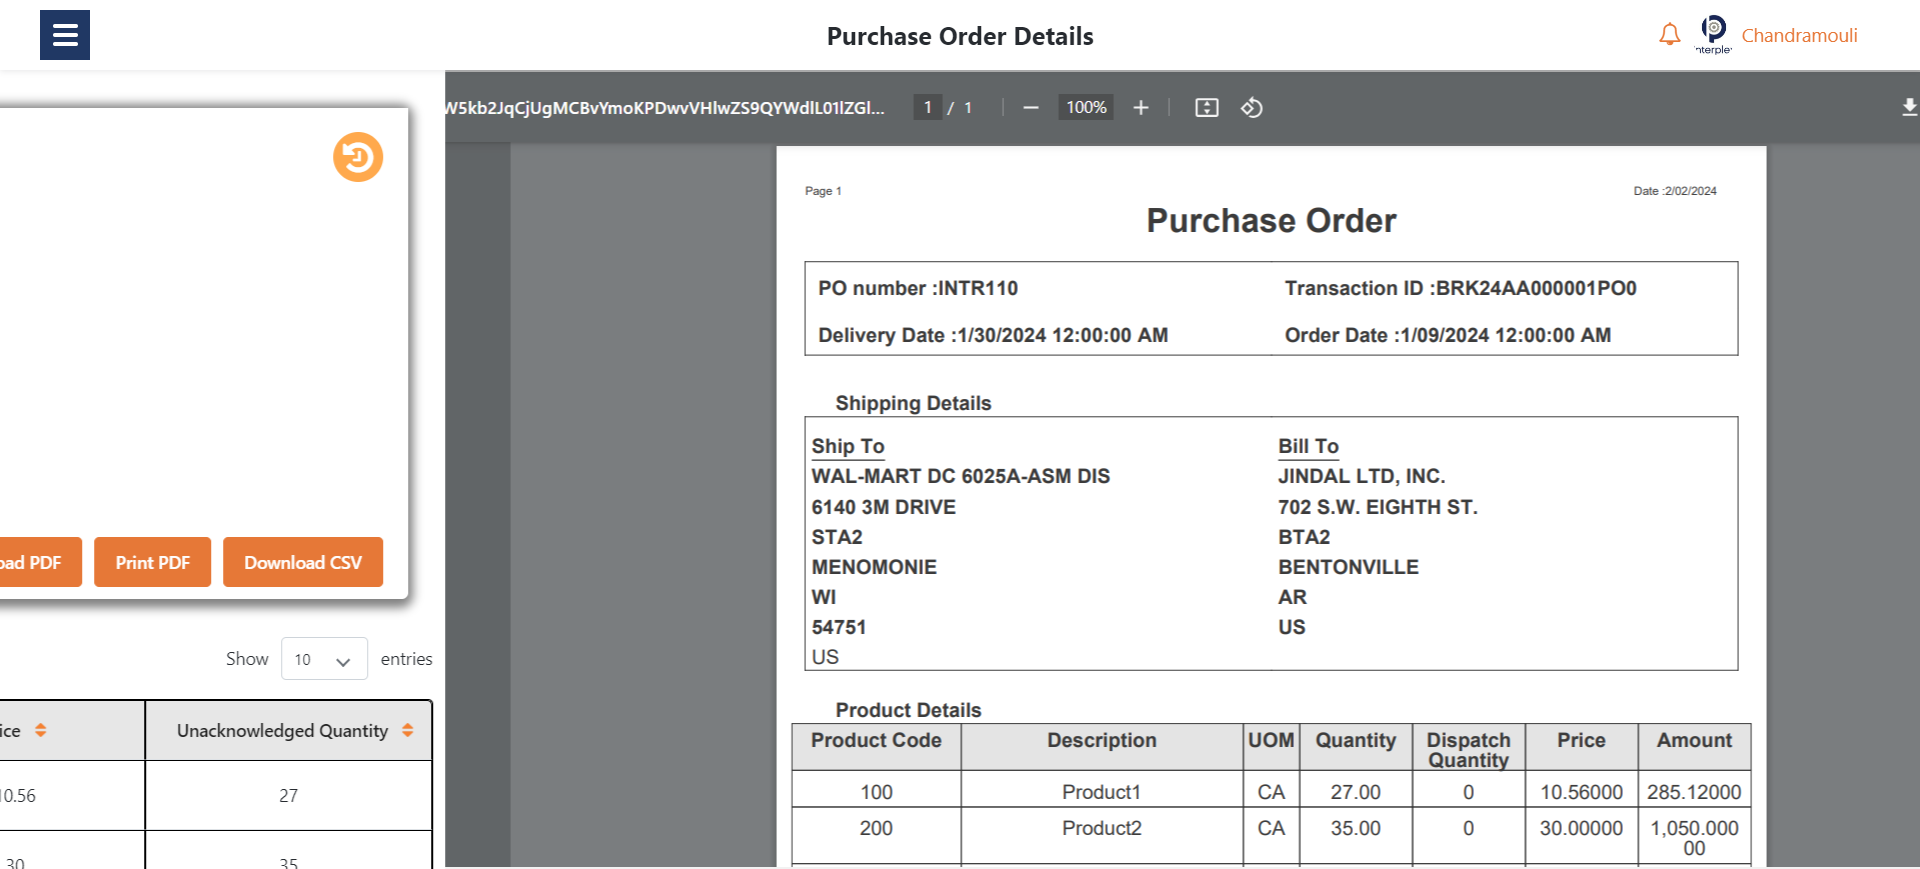 Purchase Order Details
Chandramouli
W5kb2JqCjUgMCBvYmoKPDwvVHlwZS9QYWdlL01lZGl...
1 / 1
100%
Page 1
Date :2/02/2024
Purchase Order
PO number :INTR110
Transaction ID :BRK24AA000001PO0
Delivery Date :1/30/2024 12:00:00 AM
Order Date :1/09/2024 12:00:00 AM
Shipping Details
Ship To
WAL-MART DC 6025A-ASM DIS
6140 3M DRIVE
STA2
MENOMONIE
WI
54751
US
Bill To
JINDAL LTD, INC.
702 S.W. EIGHTH ST.
BTA2
BENTONVILLE
AR
US
Product Details
Product Code Description UOM Quantity Dispatch Quantity Price Amount
100 Product1 CA 27.00 0 10.56000 285.12000
200 Product2 CA 35.00 0 30.00000 1,050.000
00
oad PDF
Print PDF
Download CSV
Show 10 entries
ice Unacknowledged Quantity
10.56 27
30 35